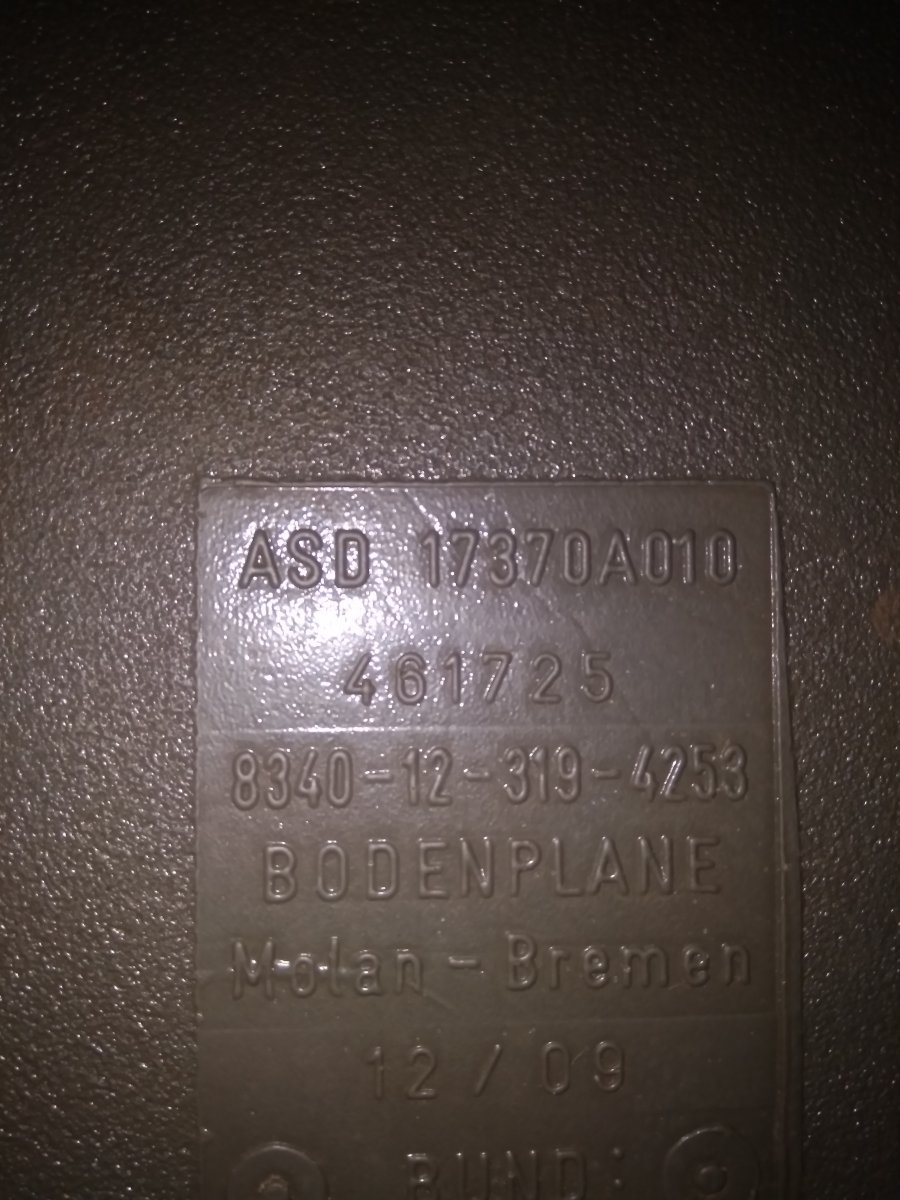 ASD 17370A010
461725
8340-12-319-4253
BODENPLANE
Molan - Bremen
12 / 09
BUND: